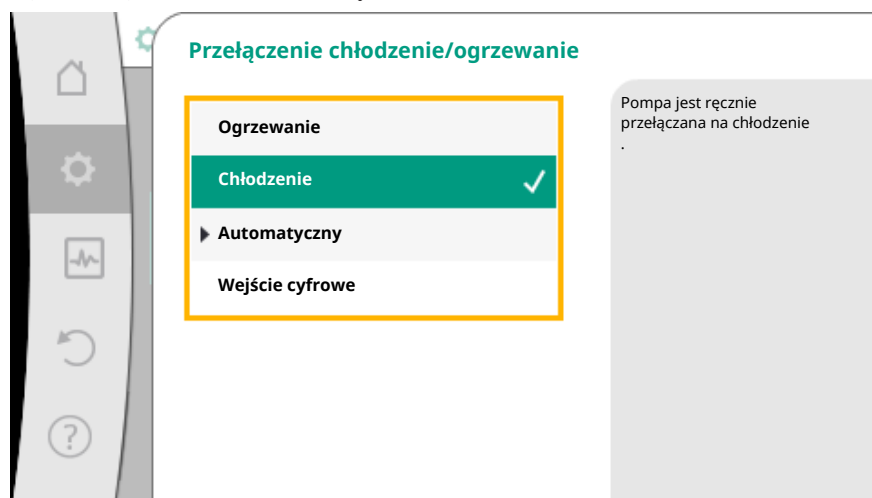 Przełączenie chłodzenie/ogrzewanie
Ogrzewanie
Chłodzenie
Automatyczny
Wejście cyfrowe
Pompa jest ręcznie
przełączana na chłodzenie
.
?